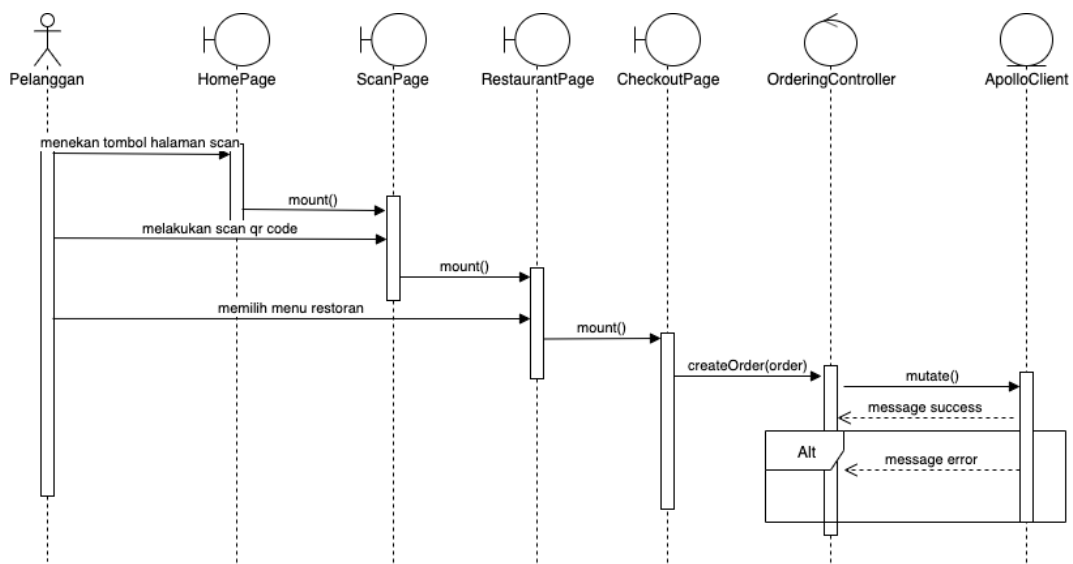 Pelanggan
HomePage
ScanPage
RestaurantPage
CheckoutPage
OrderingController
ApolloClient
menekan tombol halaman scan
mount()
melakukan scan qr code
mount()
memilih menu restoran
mount()
createOrder(order)
mutate()
message success
Alt
message error